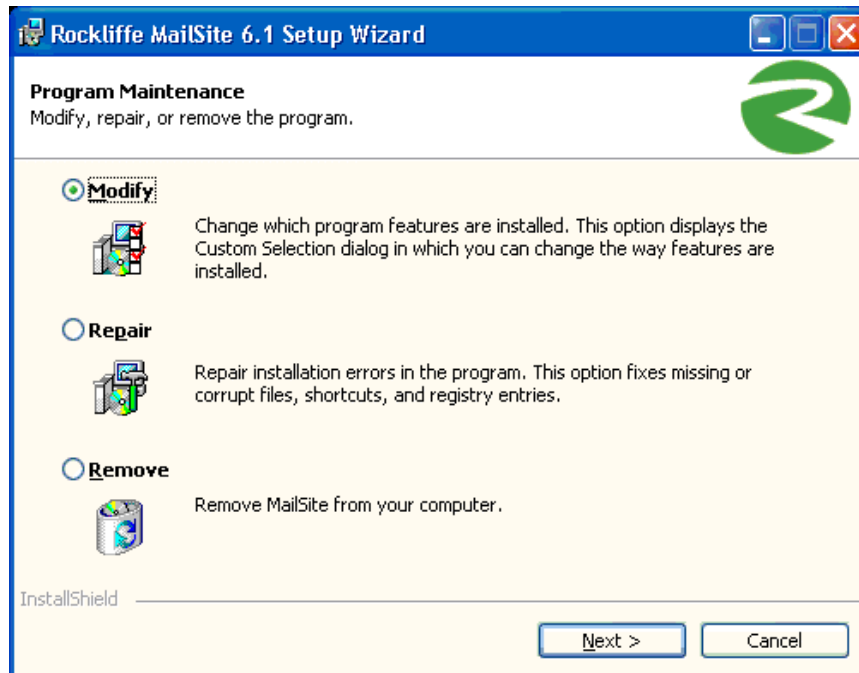 Rockliffe MailSite 6.1 Setup Wizard
Program Maintenance
Modify, repair, or remove the program.
Modify
Change which program features are installed. This option displays the
Custom Selection dialog in which you can change the way features are
installed.
Repair
Repair installation errors in the program. This option fixes missing or
corrupt files, shortcuts, and registry entries.
Remove
Remove MailSite from your computer.
InstallShield
Next >
Cancel